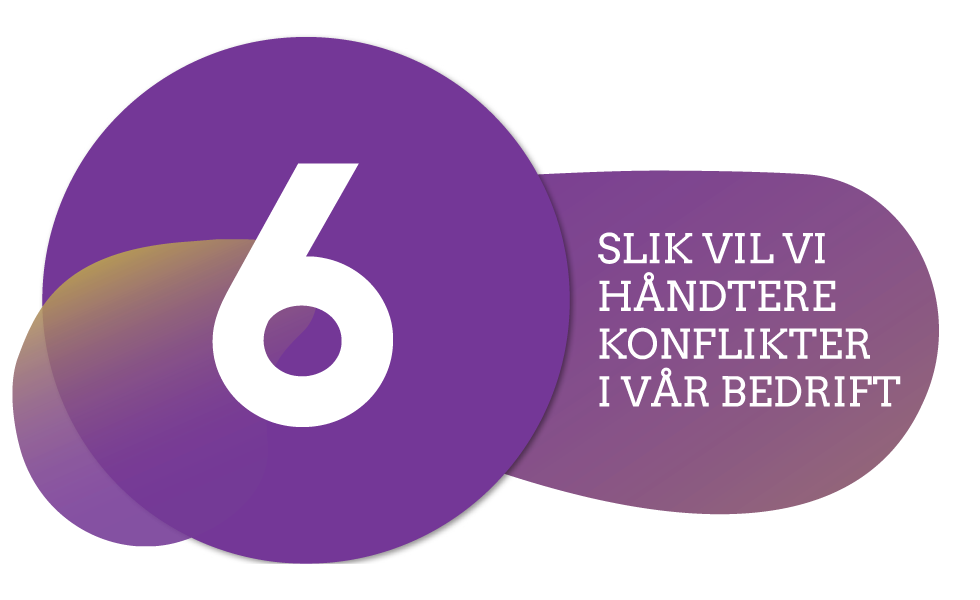 6
SLIK VIL VI
HÅNDTERE
KONFLIKTER
I VÅR BEDRIFT